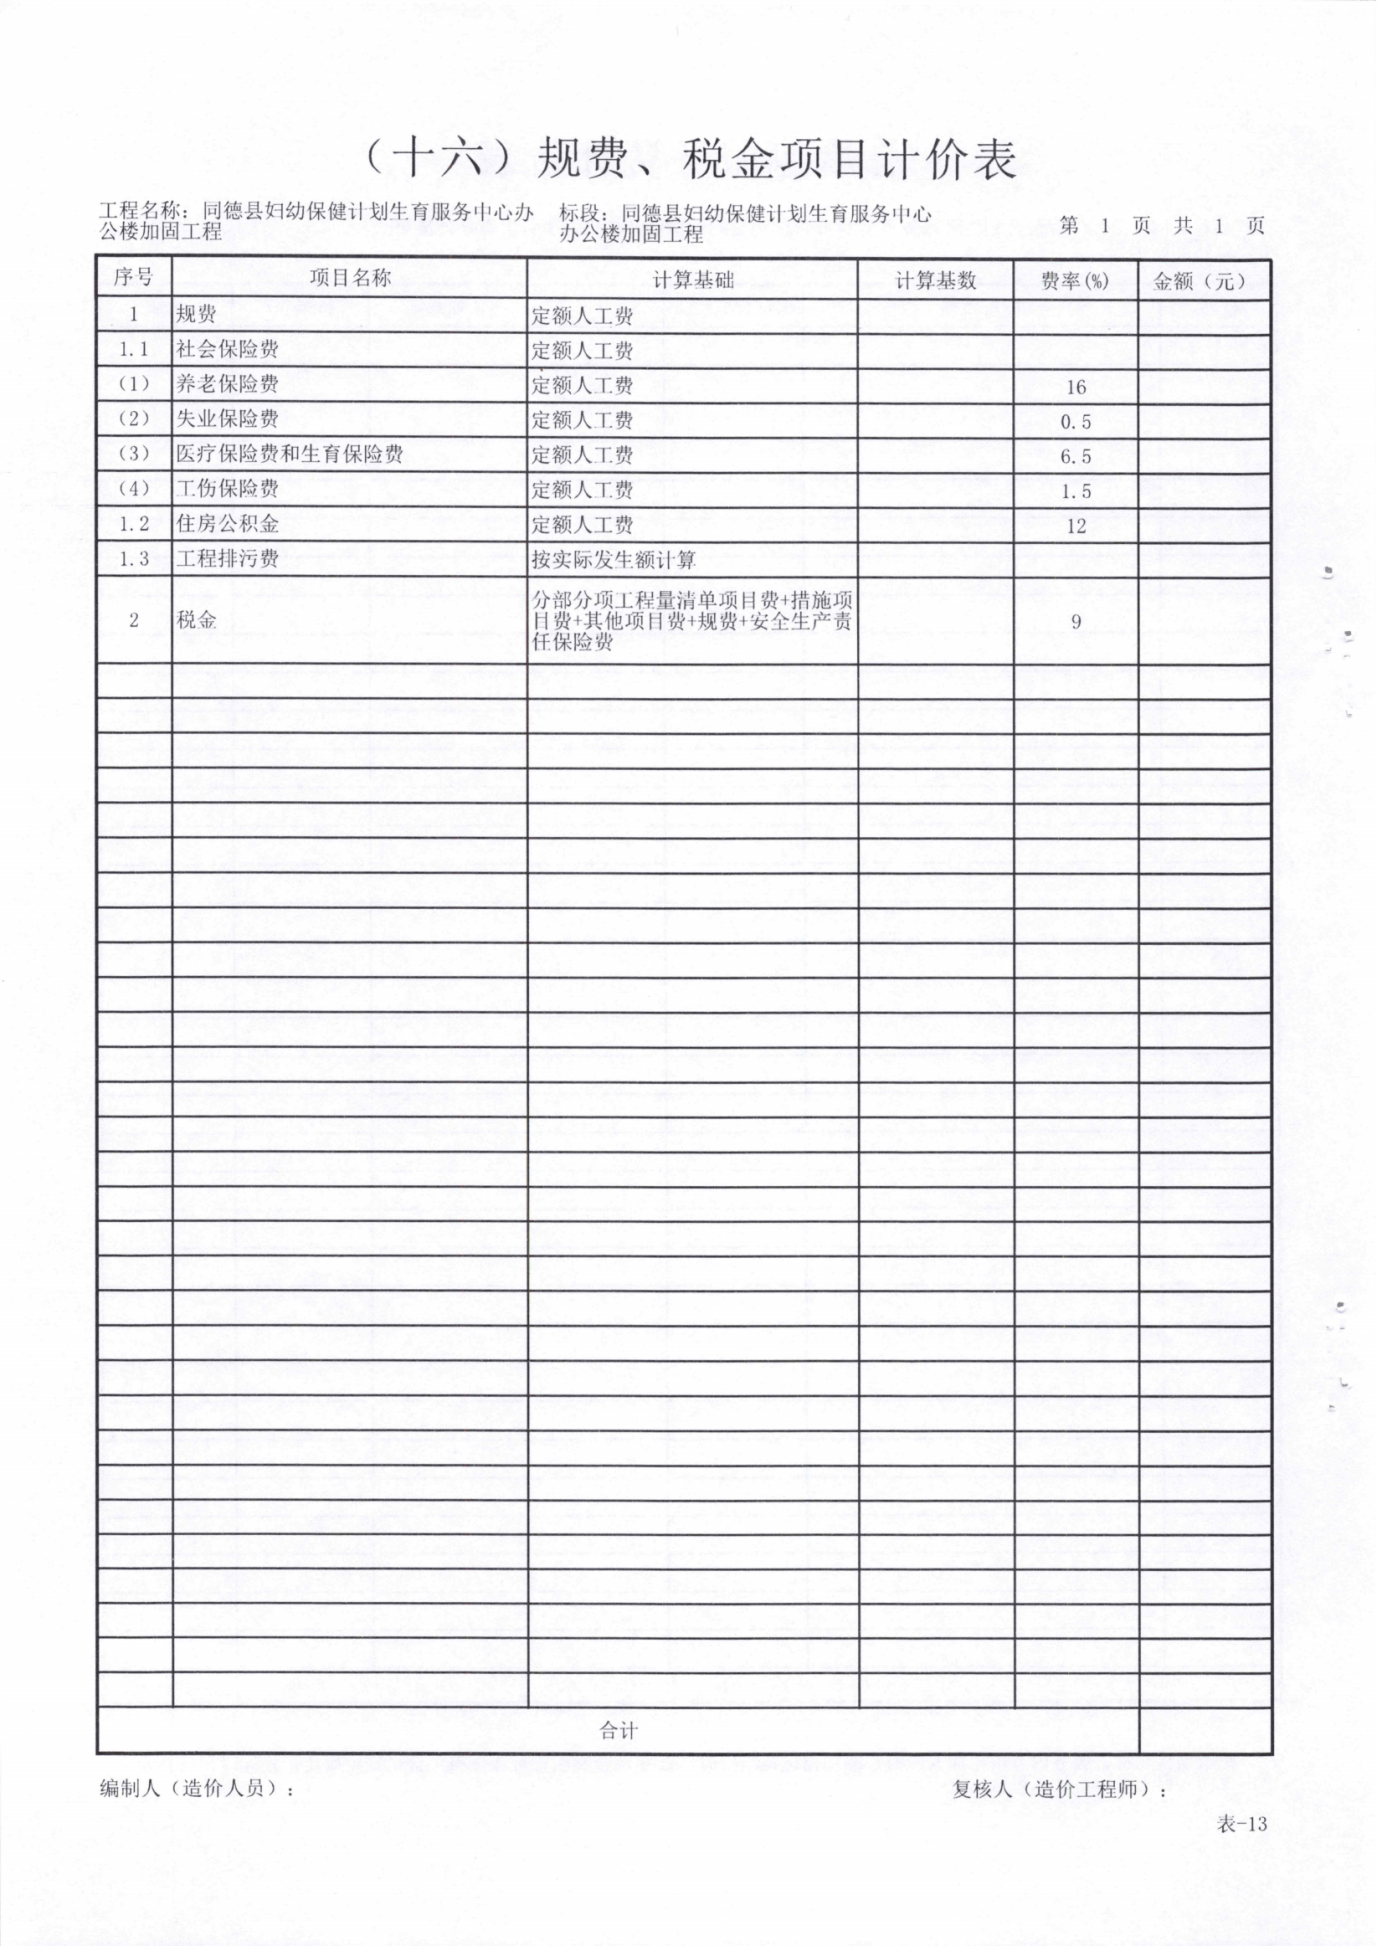 （十六）规费、税金项目计价表
工程名称：同德县妇幼保健计划生育服务中心办
公楼加固工程
标段：同德县妇幼保健计划生育服务中心
办公楼加固工程
第 1 页 共 1 页
序号 项目名称 计算基础 计算基数 费率(%) 金额（元）
1 规费 定额人工费
1.1 社会保险费 定额人工费
（1） 养老保险费 定额人工费 16
（2） 失业保险费 定额人工费 0.5
（3） 医疗保险费和生育保险费 定额人工费 6.5
（4） 工伤保险费 定额人工费 1.5
1.2 住房公积金 定额人工费 12
1.3 工程排污费 按实际发生额计算
2 税金 分部分项工程量清单项目费+措施项
目费+其他项目费+规费+安全生产责
任保险费
9
合计
编制人（造价人员）：
复核人（造价工程师）：
表-13